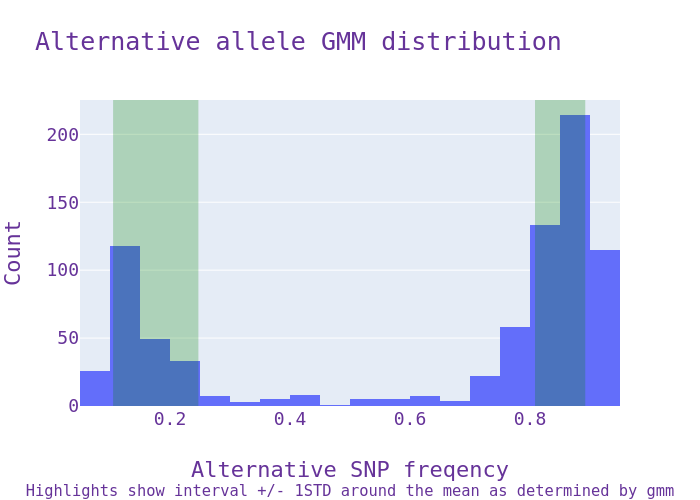 Alternative allele GMM distribution
Count
200
150
100
50
0
0.2 0.4 0.6 0.8
Alternative SNP freqency
Highlights show interval +/- 1STD around the mean as determined by gmm